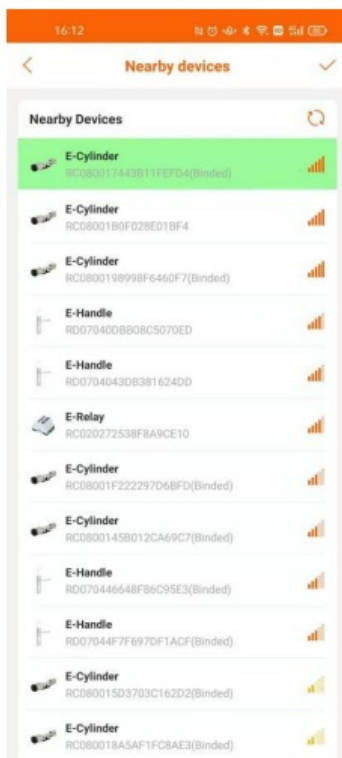 16:12
Nearby devices
Nearby Devices
E-Cylinder
RC080017443B11FEFD4(Binded)
E-Cylinder
RC08001B0F028E01BF4
E-Cylinder
RC0800198998F6460F7(Binded)
E-Handle
RD07040DBB08C5070ED
E-Handle
RD0704043DB381624DD
E-Relay
RC020272538F8A9CE10
E-Cylinder
RC08001F222297D6BFD(Binded)
E-Cylinder
RC0800145B012CA69C7(Binded)
E-Handle
RD070446648F86C95E3(Binded)
E-Handle
RD07044F7F697DF1ACF(Binded)
E-Cylinder
RC080015D3703C162D2(Binded)
E-Cylinder
RC080018A5AF1FC8AE3(Binded)